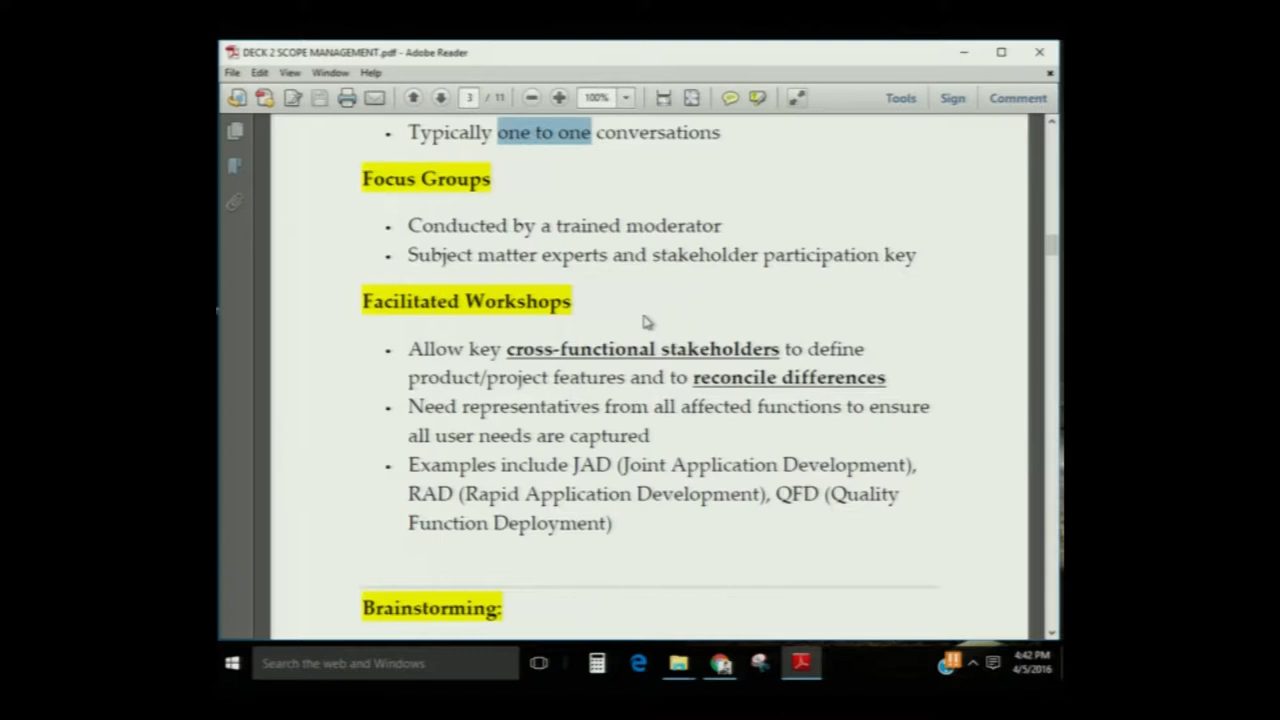 DECK 2 SCOPE MANAGEMENT.pdf - Adobe Reader
File Edit View Window Help
3 / 11 100% Tools Sign Comment
• Typically one to one conversations
Focus Groups
• Conducted by a trained moderator
• Subject matter experts and stakeholder participation key
Facilitated Workshops
• Allow key cross-functional stakeholders to define
product/project features and to reconcile differences
• Need representatives from all affected functions to ensure
all user needs are captured
• Examples include JAD (Joint Application Development),
RAD (Rapid Application Development), QFD (Quality
Function Deployment)
Brainstorming:
Search the web and Windows
4:42 PM
4/5/2016